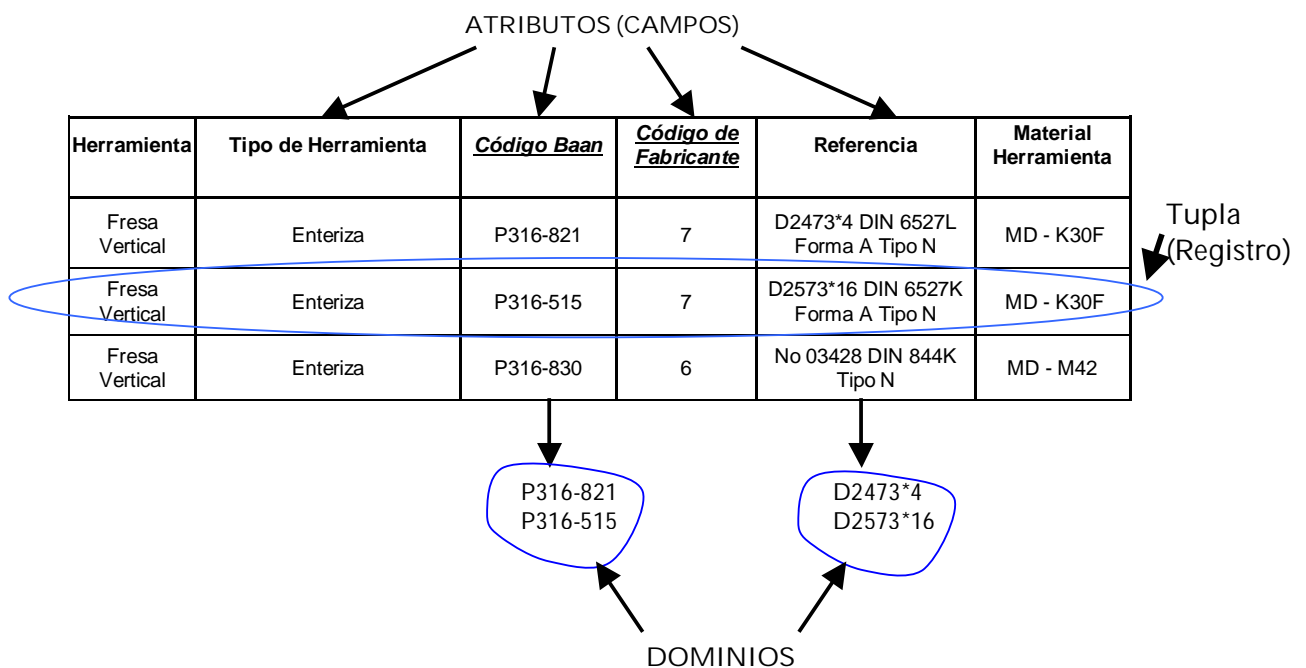 ATRIBUTOS (CAMPOS)
Herramienta Tipo de Herramienta Código Baan Código de Fabricante Referencia Material Herramienta
Fresa Vertical Enteriza P316-821 7 D2473*4 DIN 6527L Forma A Tipo N MD - K30F
Fresa Vertical Enteriza P316-515 7 D2573*16 DIN 6527K Forma A Tipo N MD - K30F
Fresa Vertical Enteriza P316-830 6 No 03428 DIN 844K Tipo N MD - M42
Tupla
(Registro)
P316-821
P316-515
D2473*4
D2573*16
DOMINIOS